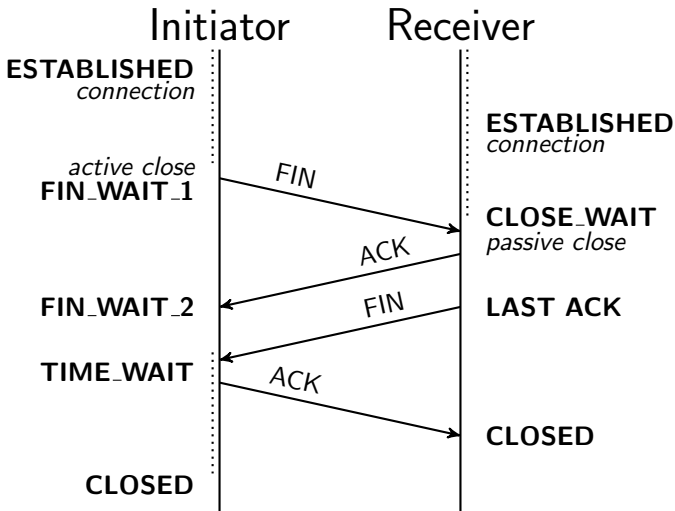 Initiator
Receiver
ESTABLISHED
connection
ESTABLISHED
connection
active close
FIN_WAIT_1
FIN
CLOSE_WAIT
passive close
ACK
FIN_WAIT_2
FIN
LAST ACK
TIME_WAIT
ACK
CLOSED
CLOSED